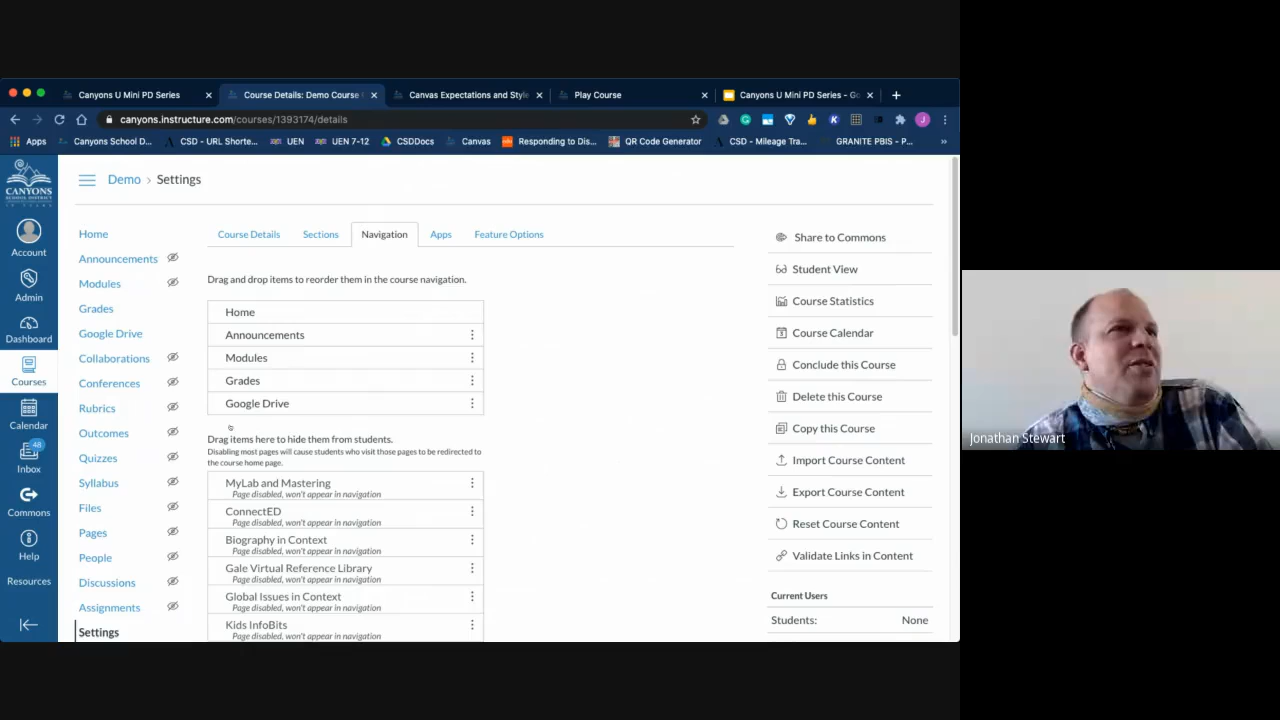 Canyons U Mini PD Series
Course Details: Demo Course
Canvas Expectations and Style
Play Course
Canyons U Mini PD Series - Go
canyons.instructure.com/courses/1393174/details
J
Apps
Canyons School D...
CSD - URL Shorte...
UEN
UEN 7-12
CSDDocs
Canvas
Responding to Dis...
QR Code Generator
CSD - Mileage Tra...
GRANITE PBIS - P...
CANYONS
Account
Admin
Dashboard
Courses
Calendar
48
Inbox
Commons
Help
Resources
Demo › Settings
Home
Announcements
Modules
Grades
Google Drive
Collaborations
Conferences
Rubrics
Outcomes
Quizzes
Syllabus
Files
Pages
People
Discussions
Assignments
Settings
Course Details
Sections
Navigation
Apps
Feature Options
Drag and drop items to reorder them in the course navigation.
Home
Announcements
Modules
Grades
Google Drive
Drag items here to hide them from students.
Disabling most pages will cause students who visit those pages to be redirected to
the course home page.
MyLab and Mastering
Page disabled, won't appear in navigation
ConnectED
Page disabled, won't appear in navigation
Biography in Context
Page disabled, won't appear in navigation
Gale Virtual Reference Library
Page disabled, won't appear in navigation
Global Issues in Context
Page disabled, won't appear in navigation
Kids InfoBits
Page disabled, won't appear in navigation
Share to Commons
Student View
Course Statistics
Course Calendar
Conclude this Course
Delete this Course
Copy this Course
Import Course Content
Export Course Content
Reset Course Content
Validate Links in Content
Current Users
Students: None
Jonathan Stewart